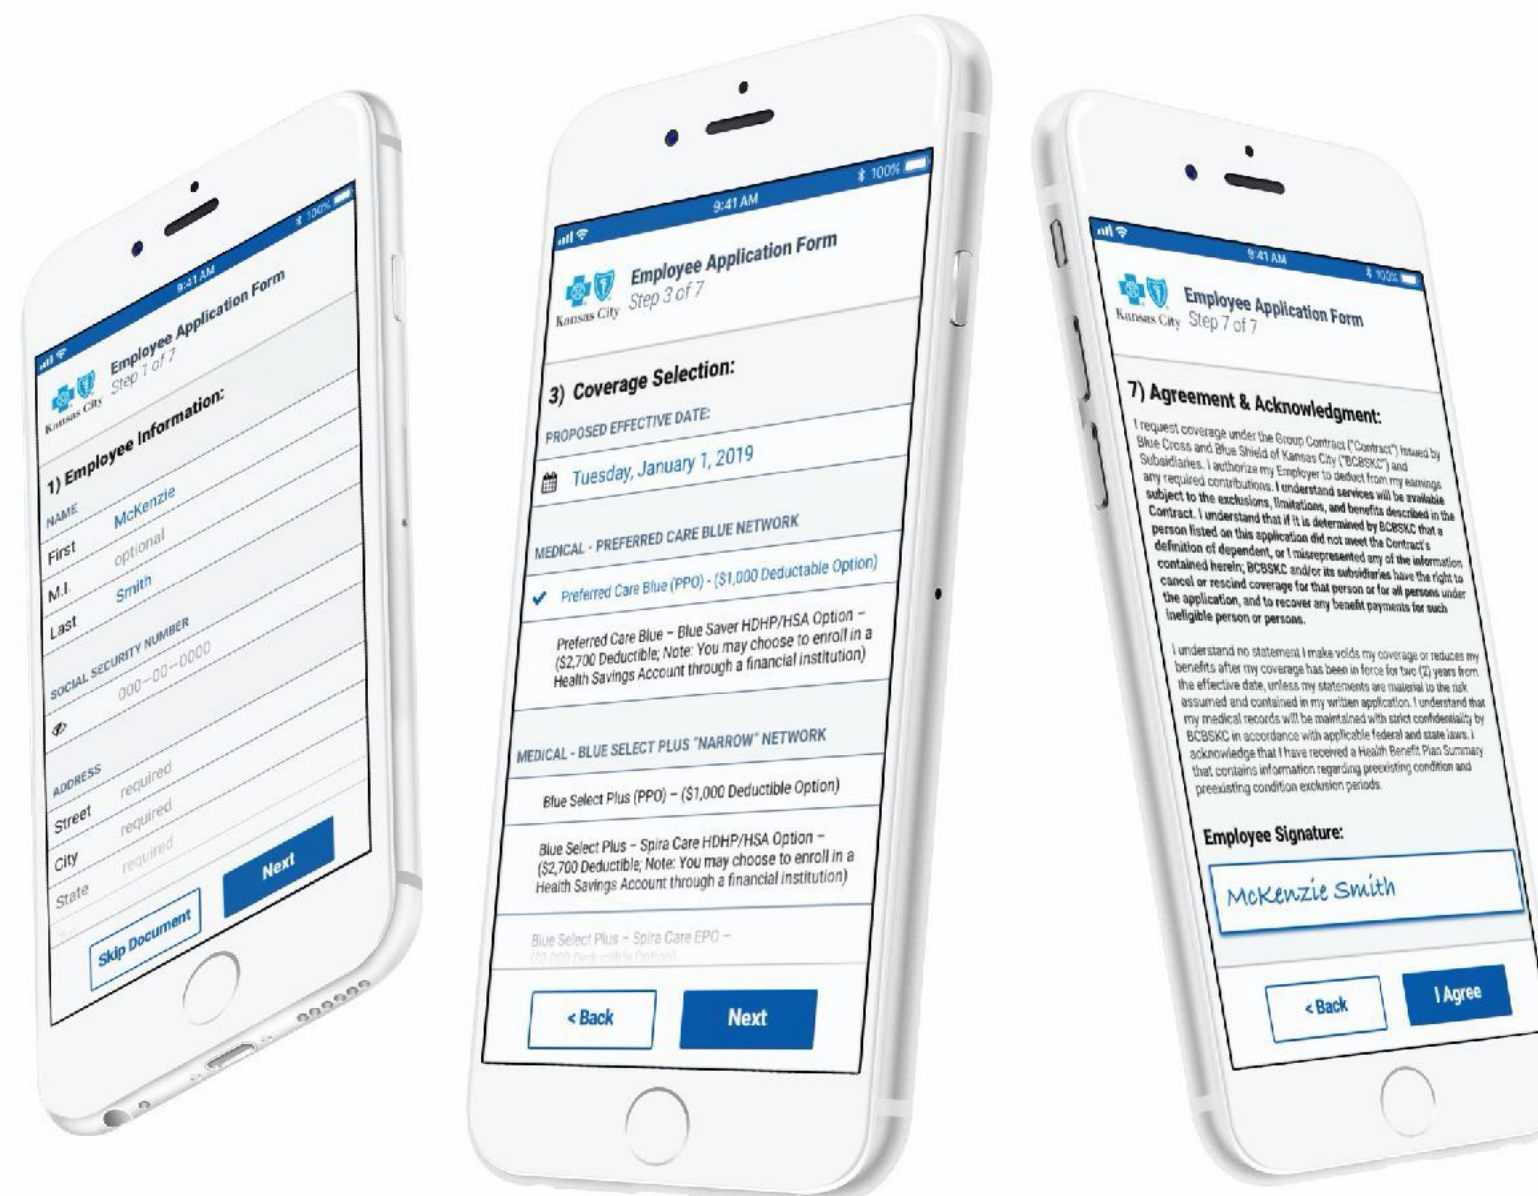 9:41 AM
100%
Kansas City
Employee Application Form
Step 1 of 7
1) Employee Information:
NAME
First McKenzie
M.I. optional
Last Smith
SOCIAL SECURITY NUMBER
000-00-0000
ADDRESS
Street required
City required
State required
Skip Document
Next
9:41 AM
100%
Kansas City
Employee Application Form
Step 3 of 7
3) Coverage Selection:
PROPOSED EFFECTIVE DATE:
Tuesday, January 1, 2019
MEDICAL - PREFERRED CARE BLUE NETWORK
Preferred Care Blue (PPO) - ($1,000 Deductable Option)
Preferred Care Blue – Blue Saver HDHP/HSA Option –
($2,700 Deductible; Note: You may choose to enroll in a
Health Savings Account through a financial institution)
MEDICAL - BLUE SELECT PLUS "NARROW" NETWORK
Blue Select Plus (PPO) – ($1,000 Deductible Option)
Blue Select Plus – Spira Care HDHP/HSA Option –
($2,700 Deductible; Note: You may choose to enroll in a
Health Savings Account through a financial institution)
Blue Select Plus – Spira Care EPO –
< Back
Next
9:41 AM
100%
Kansas City
Employee Application Form
Step 7 of 7
7) Agreement & Acknowledgment:
I request coverage under the Group Contract ("Contract") issued by
Blue Cross and Blue Shield of Kansas City ("BCBSKC") and
Subsidiaries. I authorize my Employer to deduct from my earnings
any required contributions. I understand services will be available
subject to the exclusions, limitations, and benefits described in the
Contract. I understand that if it is determined by BCBSKC that a
person listed on this application did not meet the Contract's
definition of dependent, or I misrepresented any of the information
contained herein; BCBSKC and/or its subsidiaries have the right to
cancel or rescind coverage for that person or for all persons under
the application, and to recover any benefit payments for such
ineligible person or persons.
I understand no statement I make voids my coverage or reduces my
benefits after my coverage has been in force for two (2) years from
the effective date, unless my statements are material to the risk
assumed and contained in my written application. I understand that
my medical records will be maintained with strict confidentiality by
BCBSKC in accordance with applicable federal and state laws. I
acknowledge that I have received a Health Benefit Plan Summary
that contains information regarding preexisting condition and
preexisting condition exclusion periods.
Employee Signature:
McKenzie Smith
< Back
I Agree